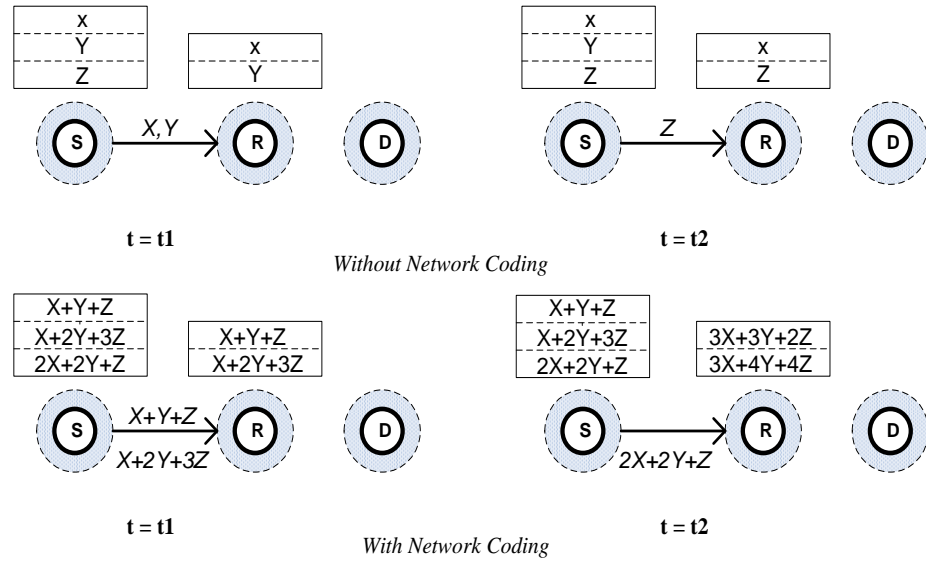 x
Y
Z
x
Y
X,Y
S
R
D
t = t1
x
Y
Z
x
Z
Z
S
R
D
t = t2
Without Network Coding
X+Y+Z
X+2Y+3Z
2X+2Y+Z
X+Y+Z
X+2Y+3Z
X+Y+Z
S
R
D
X+2Y+3Z
t = t1
X+Y+Z
X+2Y+3Z
2X+2Y+Z
3X+3Y+2Z
3X+4Y+4Z
S
R
D
2X+2Y+Z
t = t2
With Network Coding